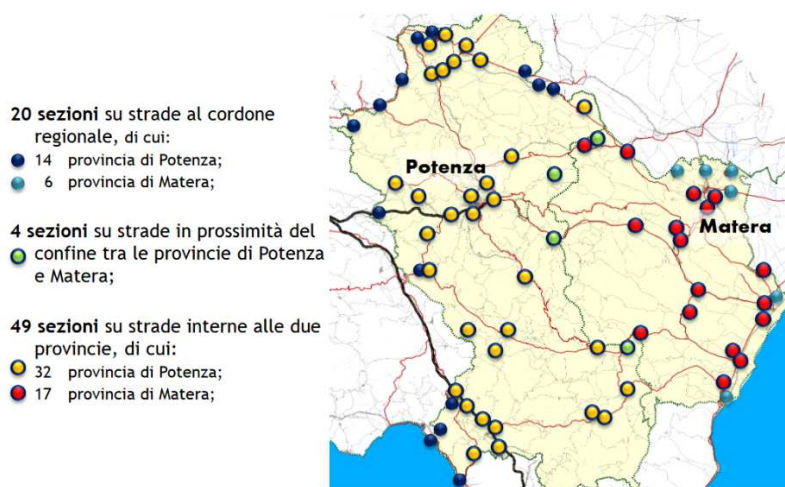 20 sezioni su strade al cordone
regionale, di cui:
14 provincia di Potenza;
6 provincia di Matera;
4 sezioni su strade in prossimità del
confine tra le provincie di Potenza
e Matera;
49 sezioni su strade interne alle due
provincie, di cui:
32 provincia di Potenza;
17 provincia di Matera;
Potenza
Matera